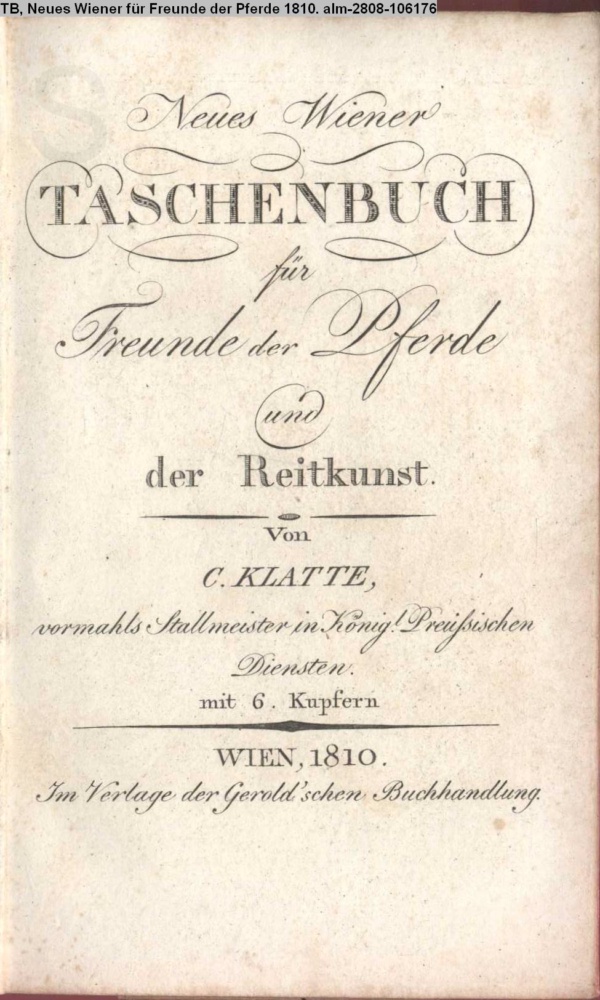 TB, Neues Wiener für Freunde der Pferde 1810. alm-2808-106176
Neues Wiener
TASCHENBUCH
für
Freunde der Pferde
und
der Reitkunst.
Von
C. KLATTE,
vormahls Stallmeister in Königl. Preüſsischen
Diensten.
mit 6. Kupfern
WIEN, 1810.
Im Verlage der Gerold'schen Buchhandlung.